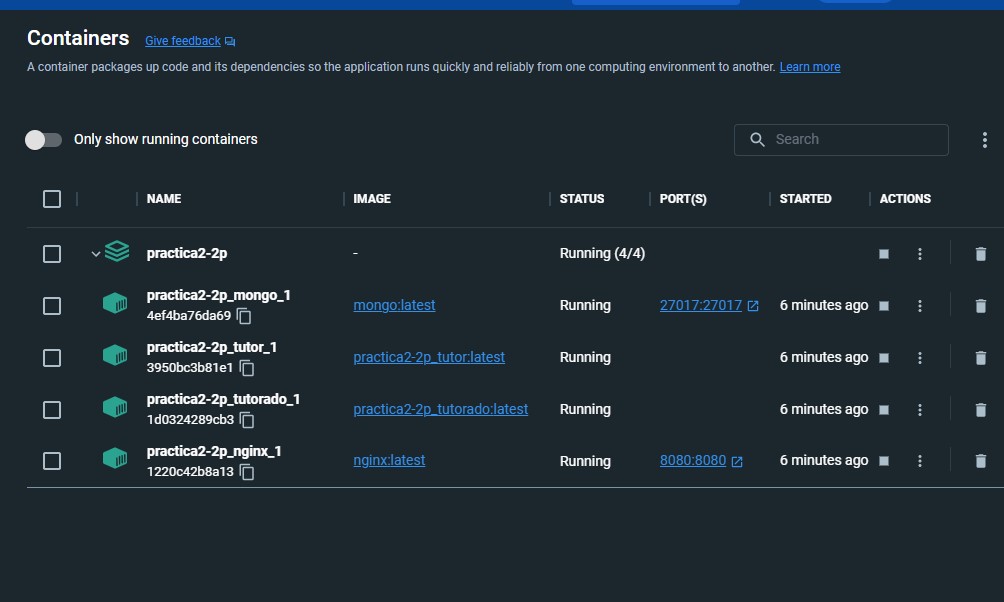 Containers Give feedback
A container packages up code and its dependencies so the application runs quickly and reliably from one computing environment to another. Learn more
Only show running containers Search
NAME IMAGE STATUS PORT(S) STARTED ACTIONS
practica2-2p - Running (4/4)
practica2-2p_mongo_1 mongo:latest Running 27017:27017 6 minutes ago
4ef4ba76da69
practica2-2p_tutor_1 practica2-2p_tutor:latest Running 6 minutes ago
3950bc3b81e1
practica2-2p_tutorado_1 practica2-2p_tutorado:latest Running 6 minutes ago
1d0324289cb3
practica2-2p_nginx_1 nginx:latest Running 8080:8080 6 minutes ago
1220c42b8a13